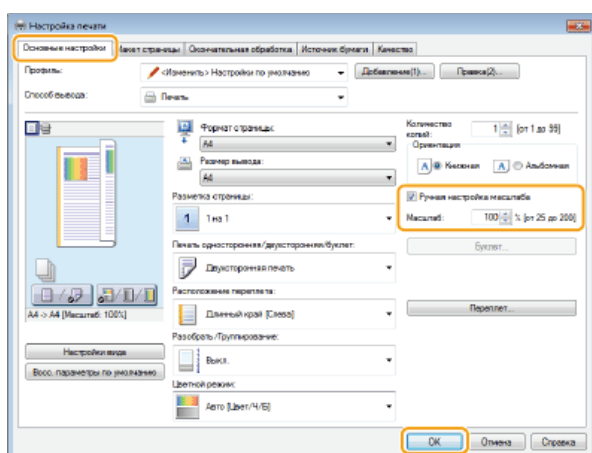 Настройка печати
Основные настройки Макет страницы Окончательная обработка Источник бумаги Качество
Профиль: <Изменить> Настройки по умолчанию Добавление(1)... Правка(2)...
Способ вывода: Печать
Формат страницы: Количество копий: 1 [от 1 до 99]
A4 Ориентация
Размер вывода: A Книжная A Альбомная
A4
Разметка страницы: Ручная настройка масштаба
1 1 на 1 Масштаб: 100 % [от 25 до 200]
Печать односторонняя/двухсторонняя/буклет: Буклет...
Двухсторонняя печать
Расположение переплета:
Длинный край [Слева] Переплет...
A4 -> A4 [Масштаб: 100%]
Разобрать/Группирование:
Настройки вида Выкл.
Восс. параметры по умолчанию
Цветной режим:
Авто [Цвет/Ч/Б]
OK Отмена Справка